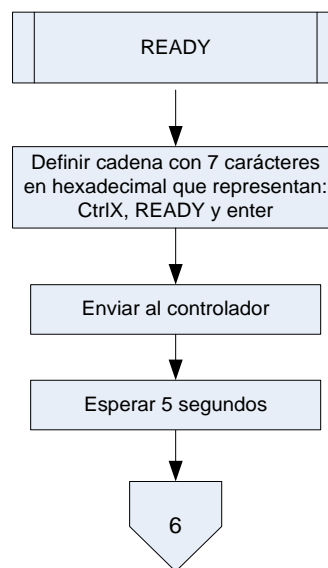 READY
Definir cadena con 7 carácteres
en hexadecimal que representan:
CtrlX, READY y enter
Enviar al controlador
Esperar 5 segundos
6